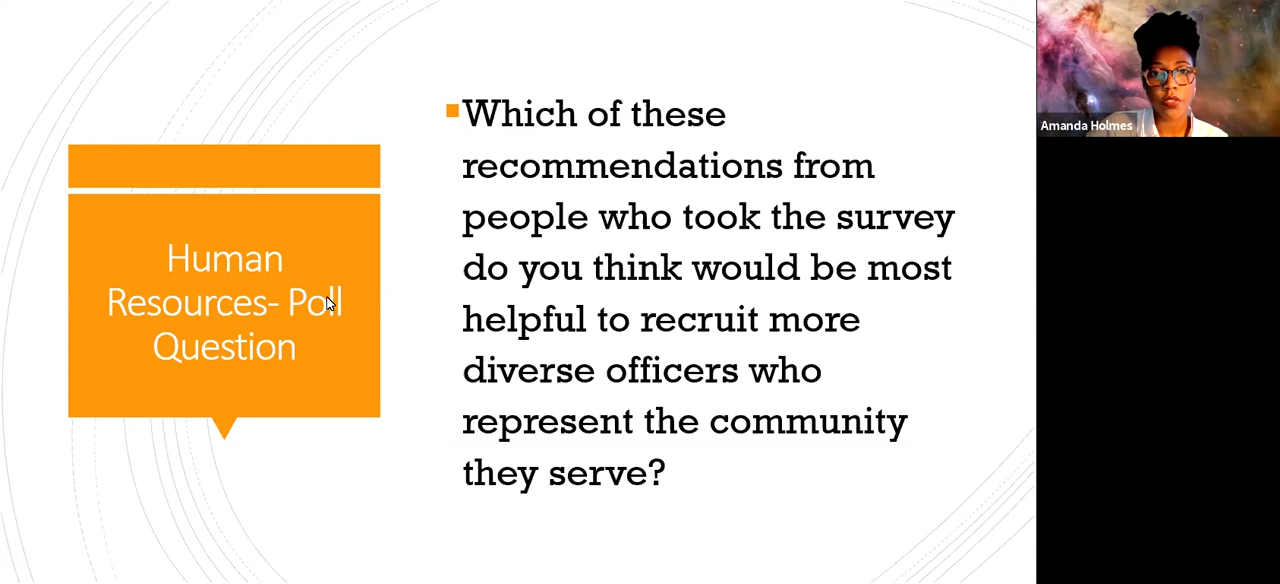 Human
Resources- Poll
Question
Which of these
recommendations from
people who took the survey
do you think would be most
helpful to recruit more
diverse officers who
represent the community
they serve?
Amanda Holmes